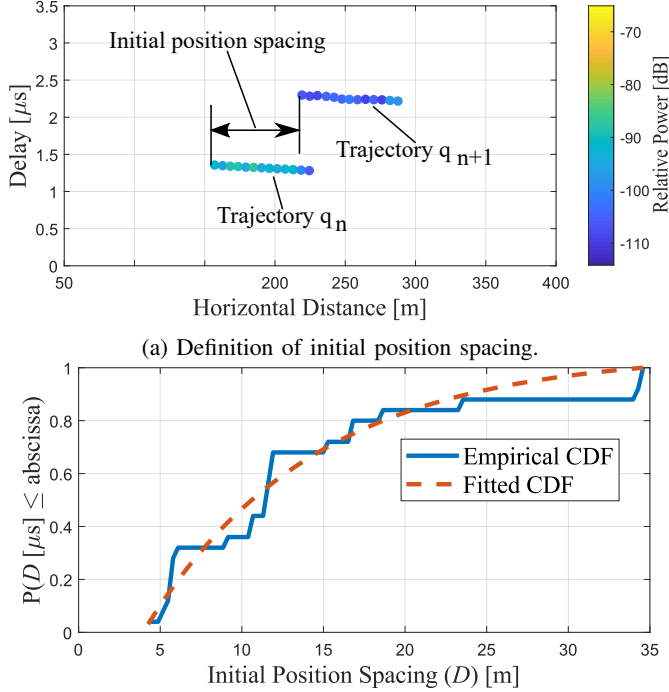 3.5
3
2.5
2
1.5
1
0.5
0
Delay [μs]
Initial position spacing
Trajectory q n+1
Trajectory q n
50 200 250 300 350 400
Horizontal Distance [m]
-70
-80
-90
-100
-110
Relative Power [dB]
(a) Definition of initial position spacing.
1
0.8
0.6
0.4
0.2
0
P(D [μs] ≤ abscissa)
Empirical CDF
Fitted CDF
0 5 10 15 20 25 30 35
Initial Position Spacing (D) [m]